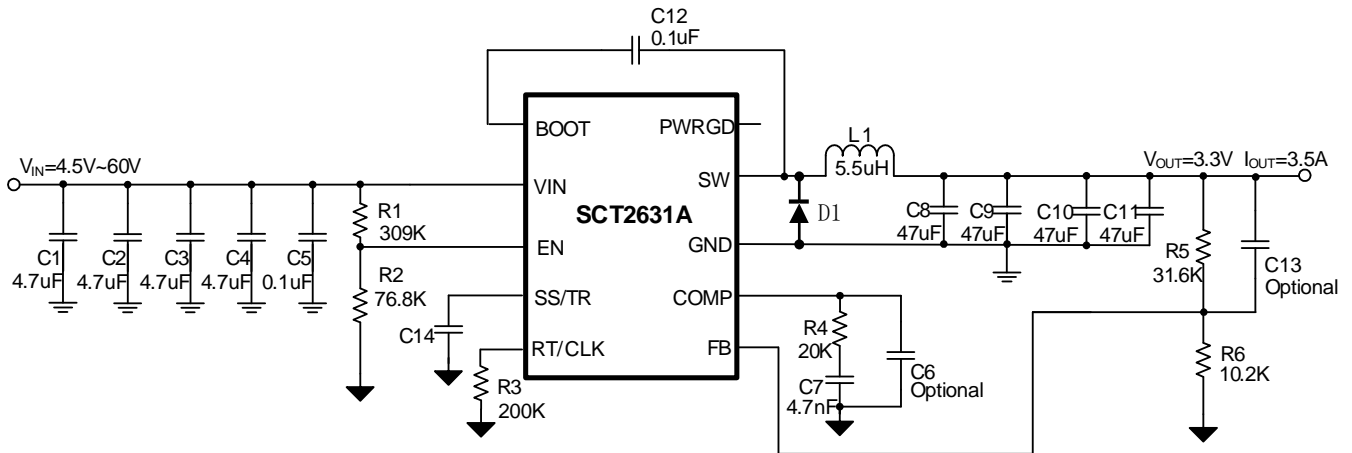 C12
0.1uF
BOOT
PWRGD
L1
5.5uH
VIN=4.5V~60V
VOUT=3.3V IOUT=3.5A
VIN
SW
R1
309K
SCT2631A
D1
C8
47uF
C9
47uF
C10
47uF
C11
47uF
EN
GND
R5
31.6K
C13
Optional
C1
4.7uF
C2
4.7uF
C3
4.7uF
C4
4.7uF
C5
0.1uF
R2
76.8K
SS/TR
COMP
C14
R4
20K
RT/CLK
FB
R3
200K
C7
4.7nF
C6
Optional
R6
10.2K